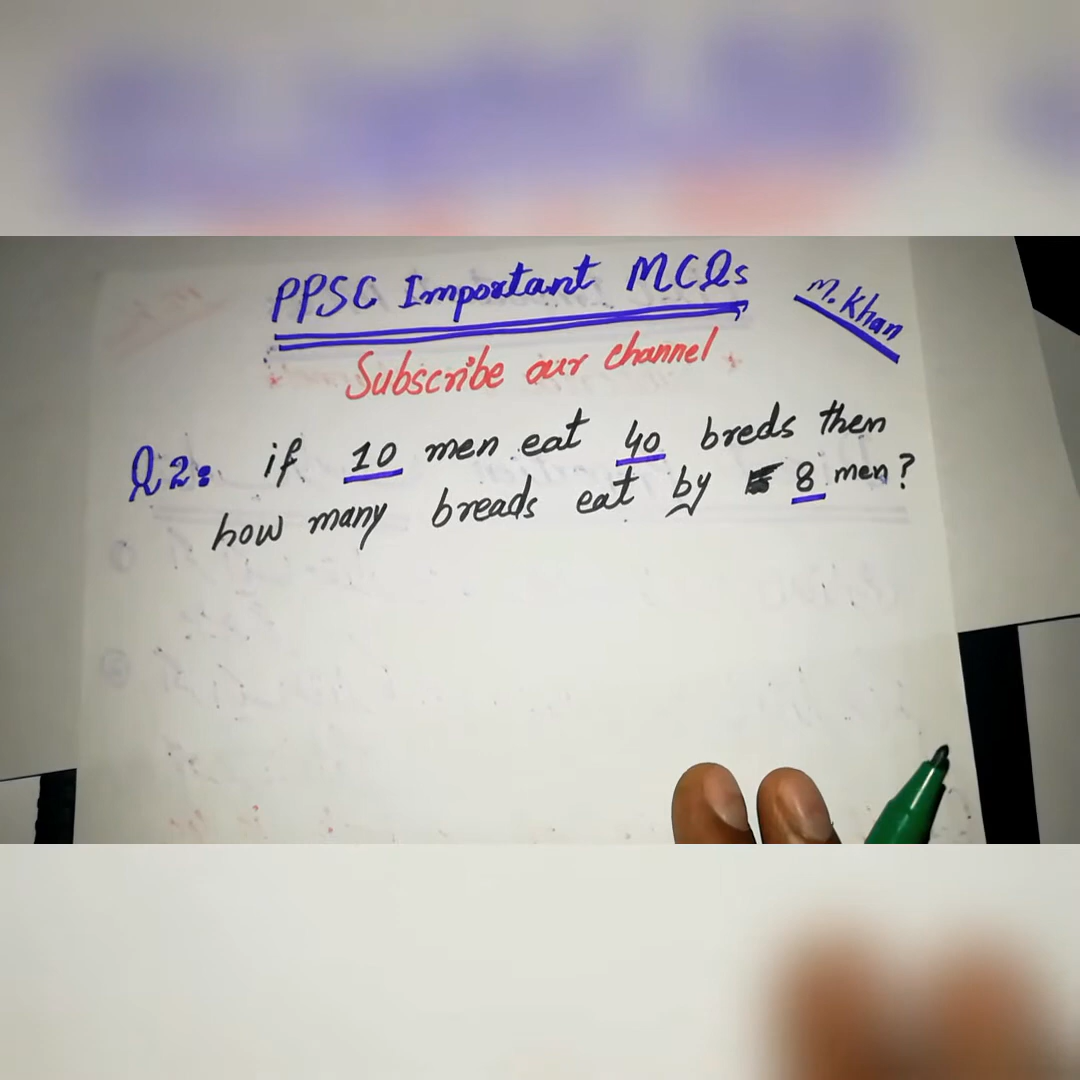 PPSC Important MCQs
M. Khan
Subscribe our channel
Q2: if 10 men eat 40 breds then
how many breads eat by 8 men?